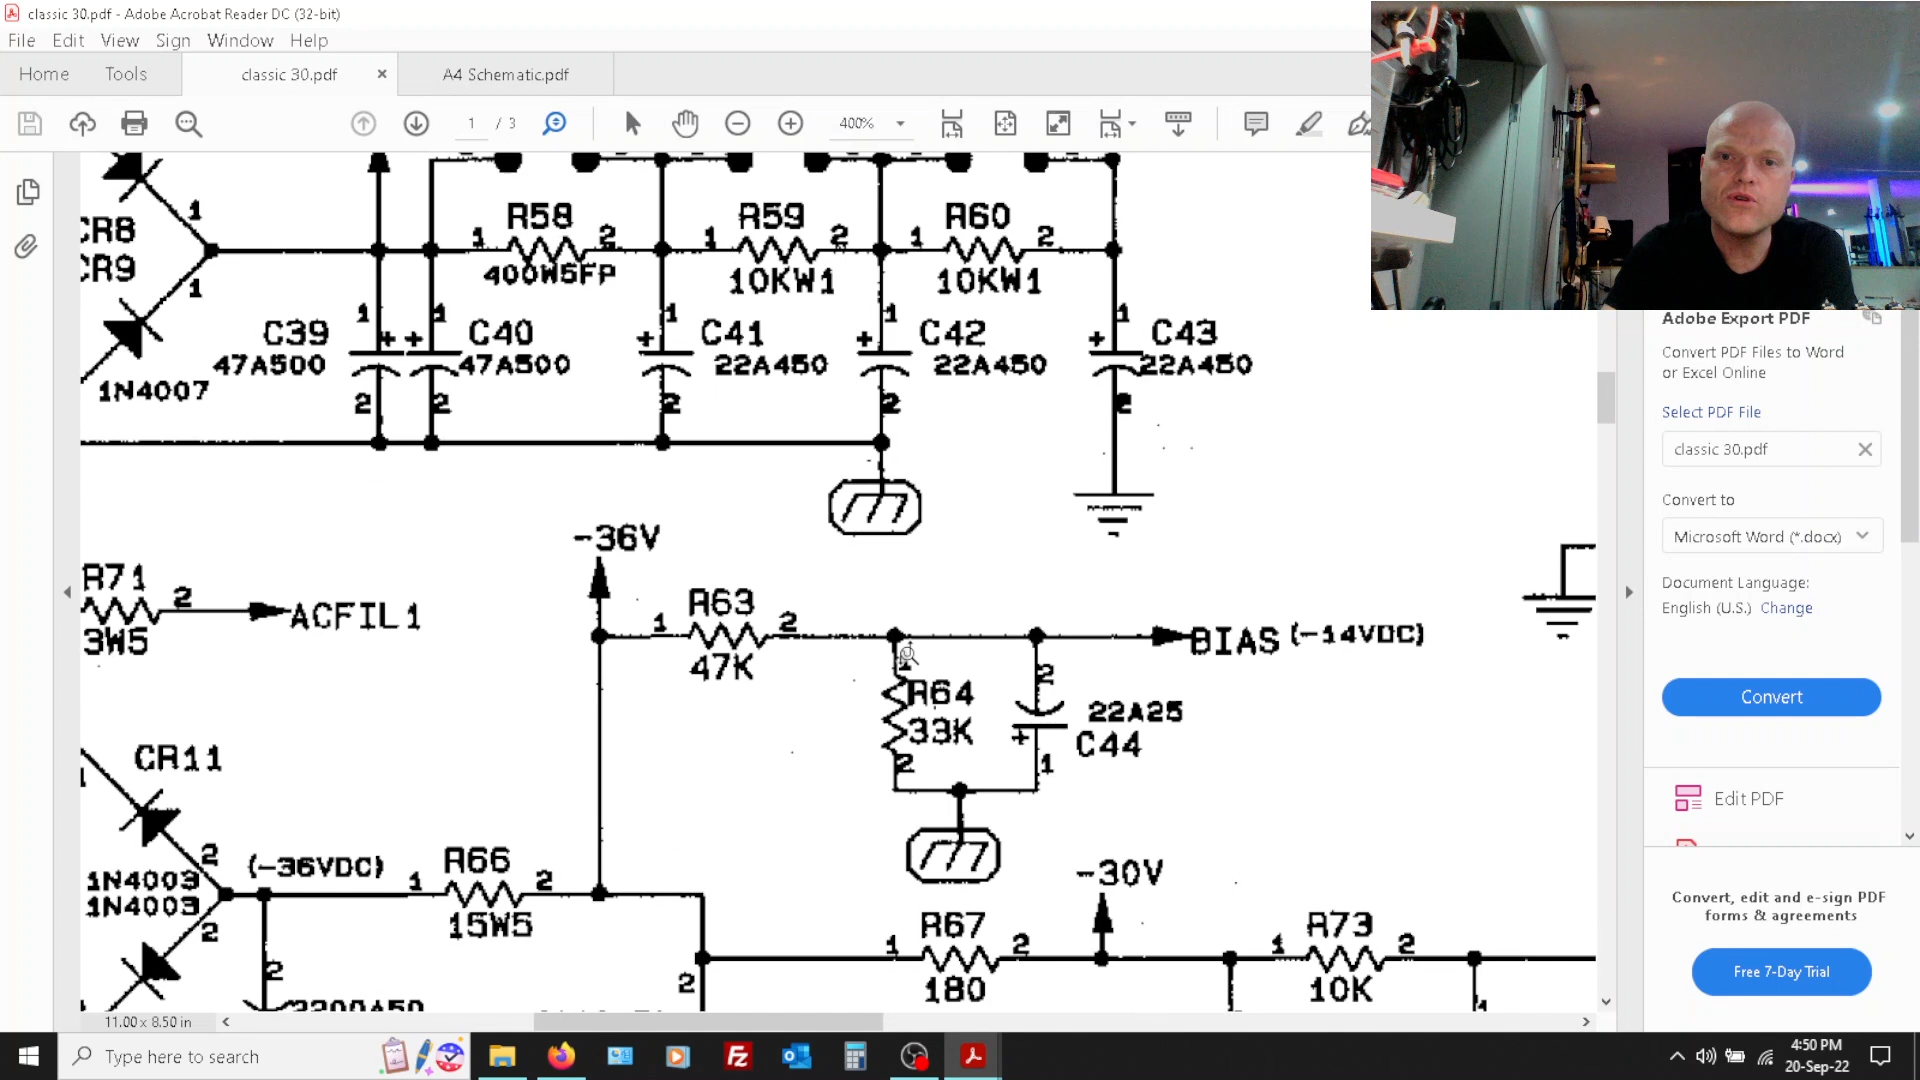 classic 30.pdf - Adobe Acrobat Reader DC (32-bit)
File Edit View Sign Window Help
Home Tools classic 30.pdf × A4 Schematic.pdf
1 / 3 400%
CR8
CR9
1
1
1N4007
1 R58 2
400W5FP
1 R59 2
10KW1
1 R60 2
10KW1
1 C39
47A500
2
1 C40
47A500
2
1 C41
22A450
2
1 C42
22A450
2
1 C43
22A450
2
R71 2
3W5
ACFIL1
-36V
1 R63 2
47K
BIAS (-14VDC)
1
R64
33K
2
2
22A25
C44
1
CR11
2
1N4003
1N4003
2
(-36VDC)
1 R66 2
15W5
2
-30V
1 R67 2
180
1 R73 2
10K
2
2200A50
1
11.00 x 8.50 in
Adobe Export PDF
Convert PDF Files to Word
or Excel Online
Select PDF File
classic 30.pdf
Convert to
Microsoft Word (*.docx)
Document Language:
English (U.S.) Change
Convert
Edit PDF
Convert, edit and e-sign PDF
forms & agreements
Free 7-Day Trial
Type here to search
4:50 PM
20-Sep-22